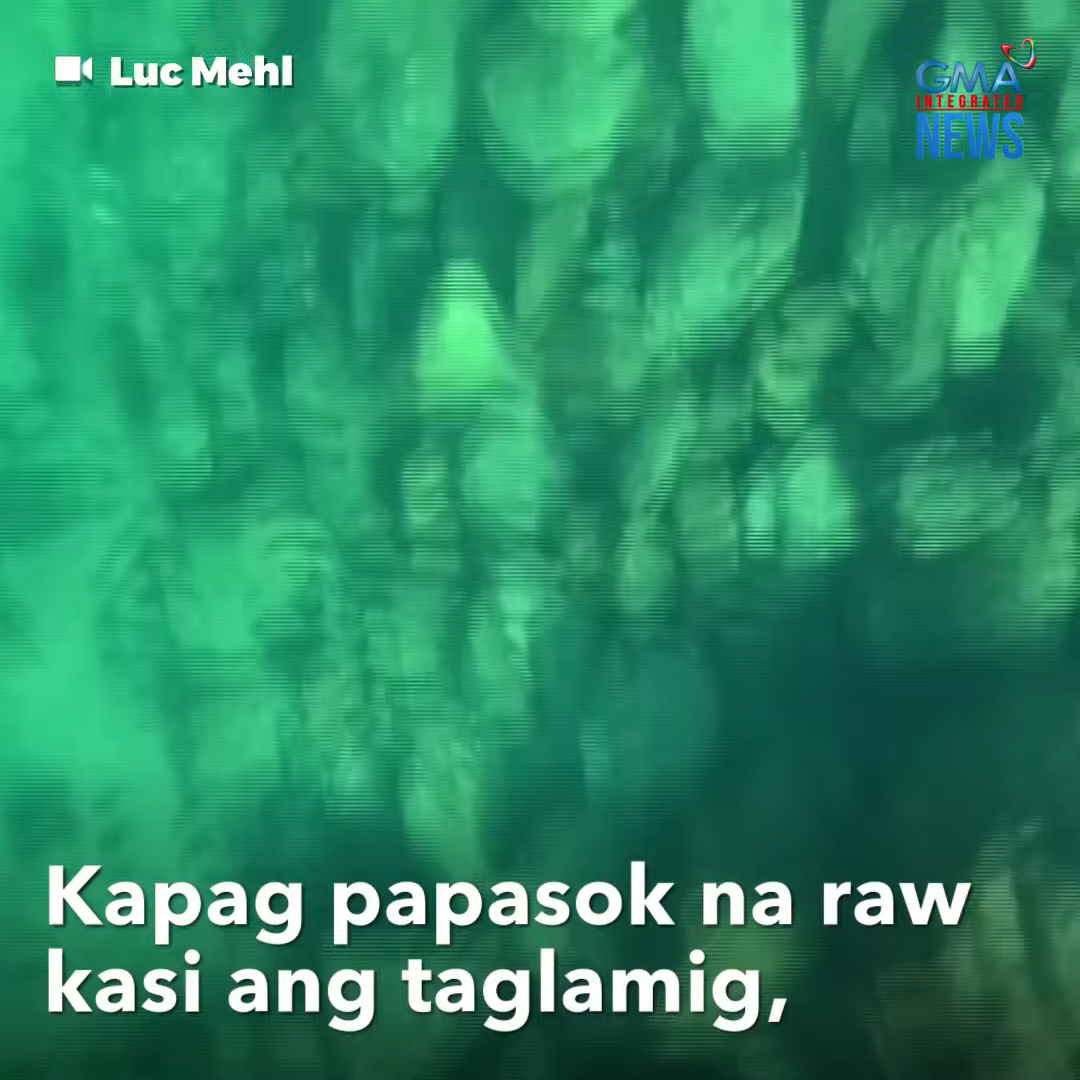 Luc Mehl
GMA
INTEGRATED
NEWS
Kapag papasok na raw
kasi ang taglamig,